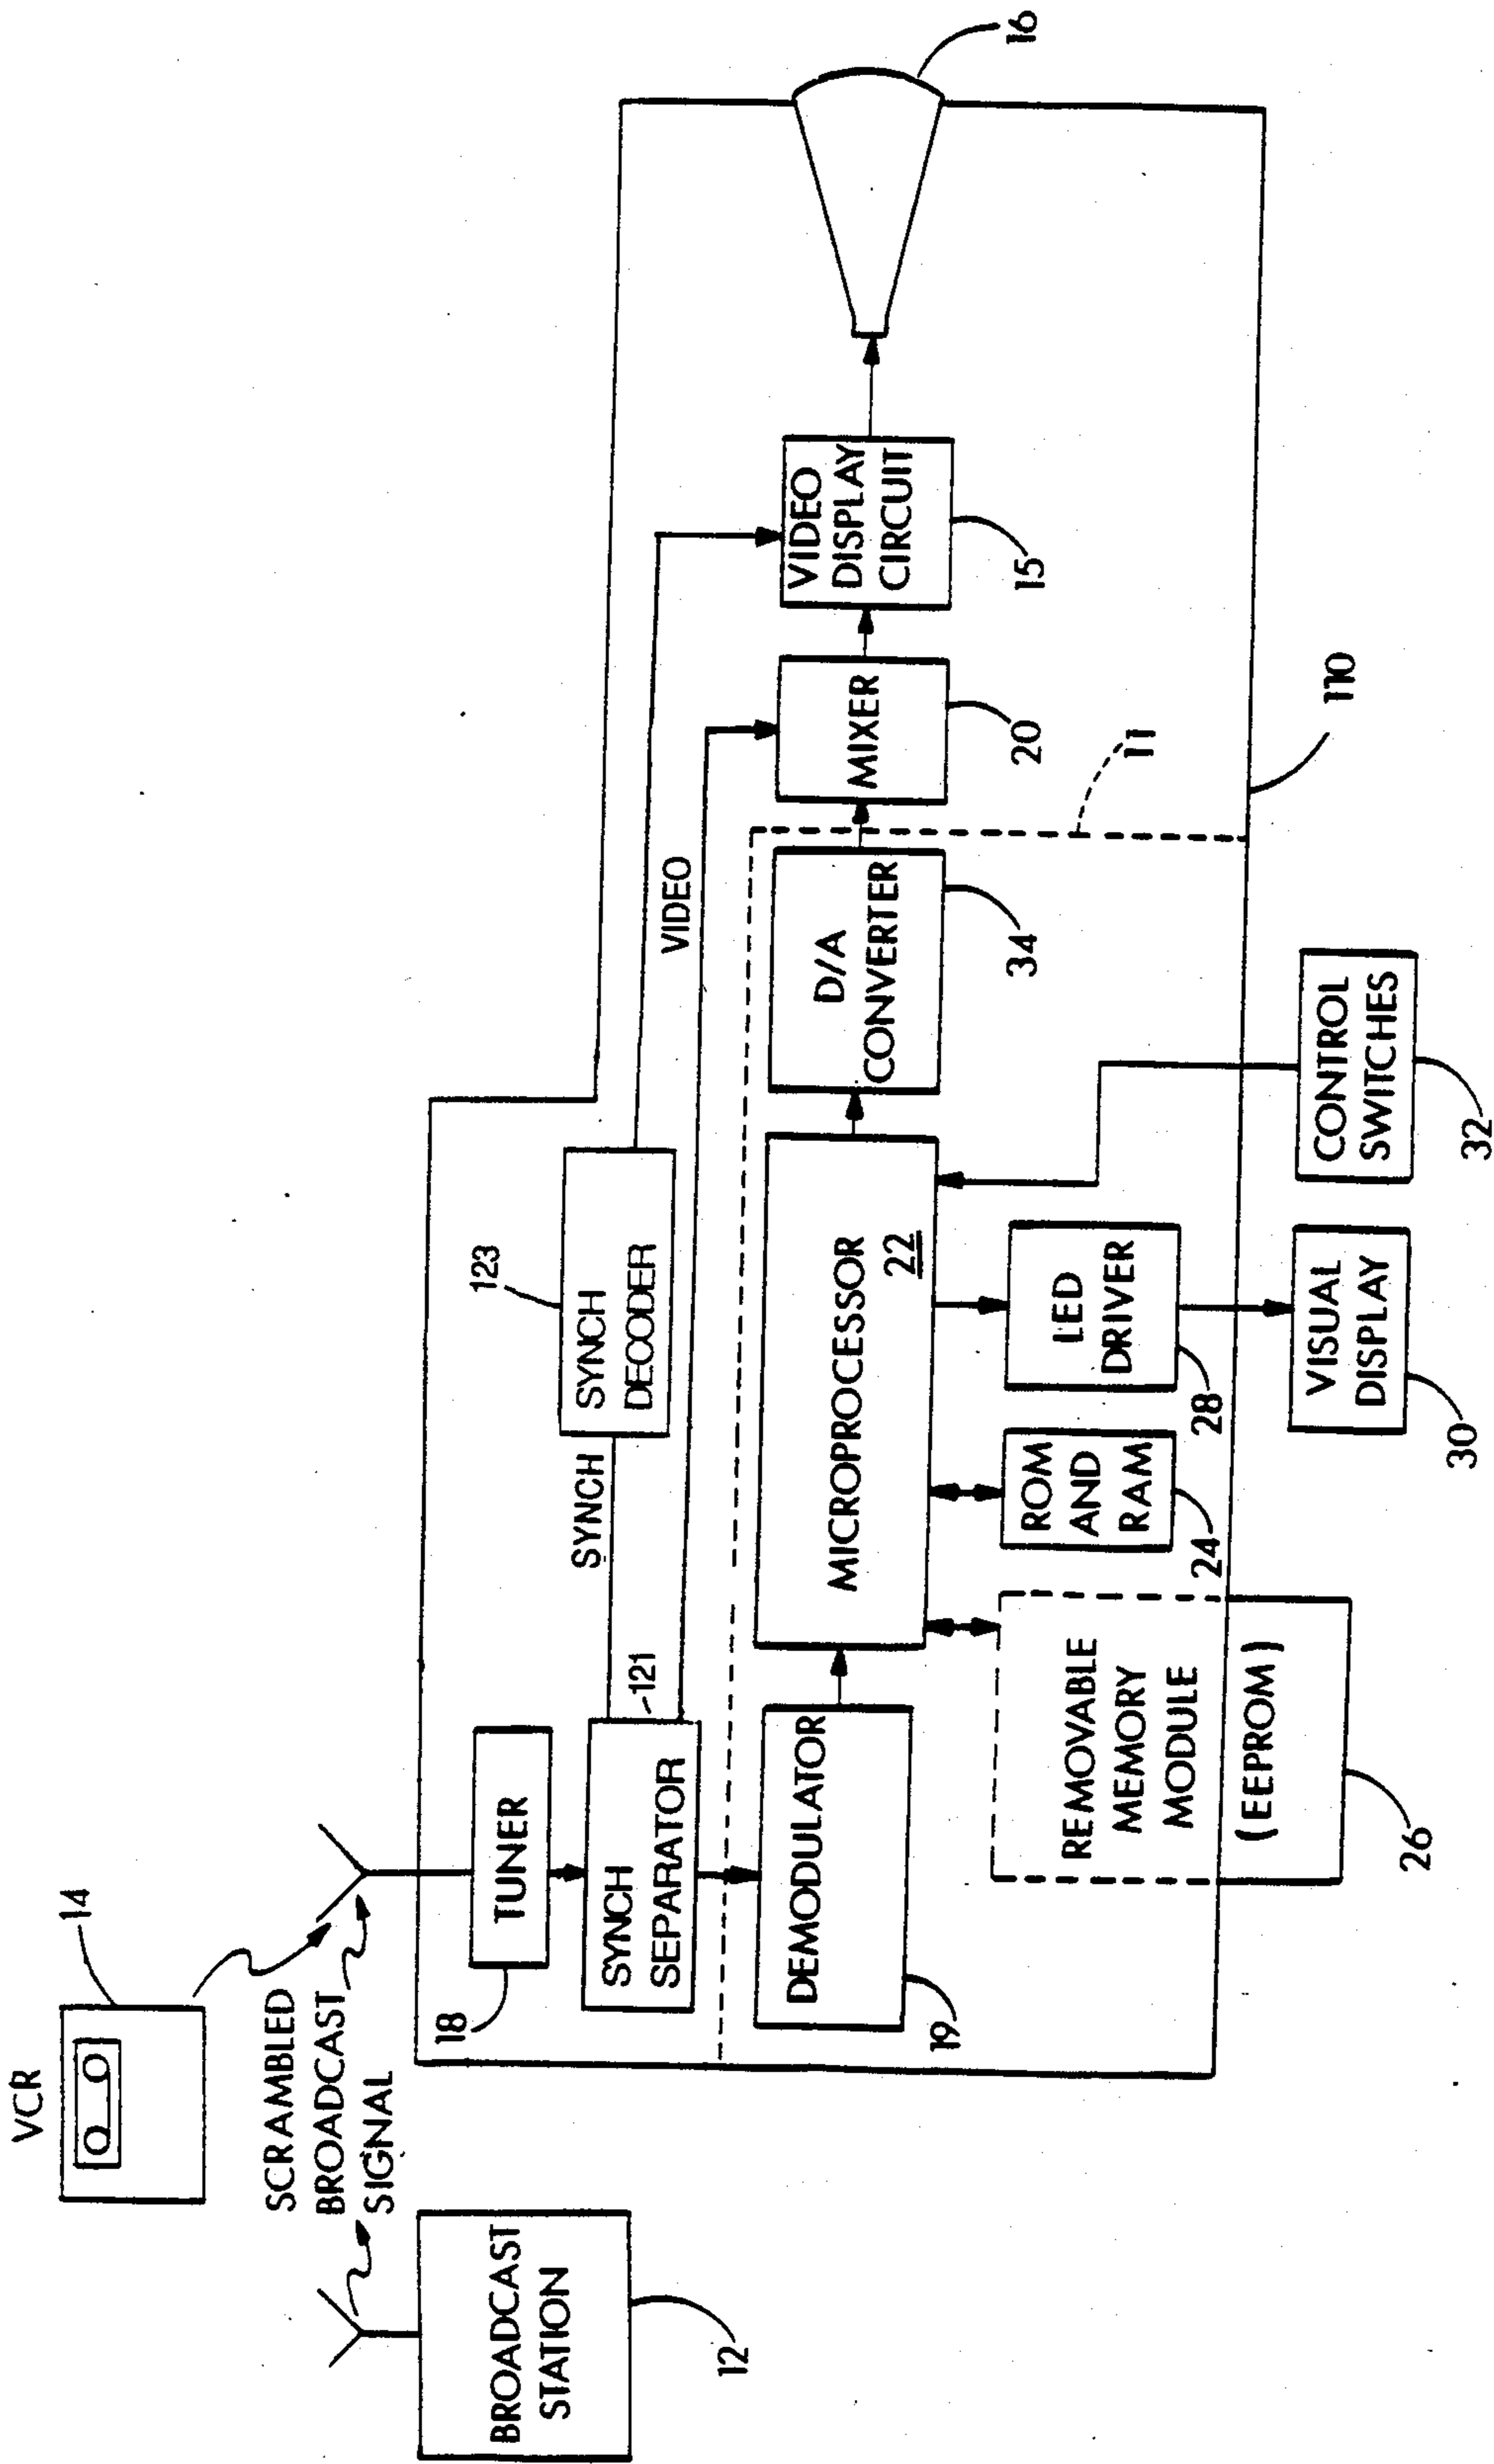 VCR
14
SCRAMBLED
BROADCAST
SIGNAL
BROADCAST
STATION
12
TUNER
18
SYNCH
SEPARATOR
121
SYNCH
123
SYNCH
DECODER
VIDEO
DEMODULATOR
19
MICROPROCESSOR
22
D/A
CONVERTER
34
MIXER
20
VIDEO
DISPLAY
CIRCUIT
15
16
11
110
REMOVABLE
MEMORY
MODULE
(EEPROM)
26
ROM
AND
RAM
24
LED
DRIVER
28
VISUAL
DISPLAY
30
CONTROL
SWITCHES
32